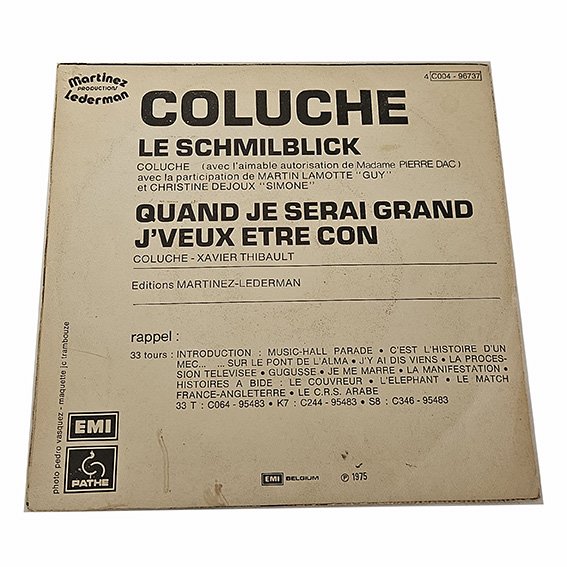 Martinez
PRODUCTIONS
Lederman
4 C004 - 96737
COLUCHE
LE SCHMILBLICK
COLUCHE (avec l'aimable autorisation de Madame PIERRE DAC)
avec la participation de MARTIN LAMOTTE "GUY"
et CHRISTINE DEJOUX "SIMONE"
QUAND JE SERAI GRAND
J'VEUX ETRE CON
COLUCHE - XAVIER THIBAULT
Editions MARTINEZ-LEDERMAN
rappel :
33 tours : INTRODUCTION : MUSIC-HALL PARADE • C'EST L'HISTOIRE D'UN
MEC... ... SUR LE PONT DE L'ALMA • J'Y AI DIS VIENS • LA PROCES-
SION TELEVISEE • GUGUSSE • JE ME MARRE • LA MANIFESTATION •
HISTOIRES A BIDE : LE COUVREUR • L'ELEPHANT • LE MATCH
FRANCE-ANGLETERRE • LE C.R.S. ARABE
33 T : C064 - 95483 • K7 : C244 - 95483 • S8 : C346 - 95483
photo pedro vasquez - maquette jc trambouze
EMI
PATHE
EMI BELGIUM
℗ 1975